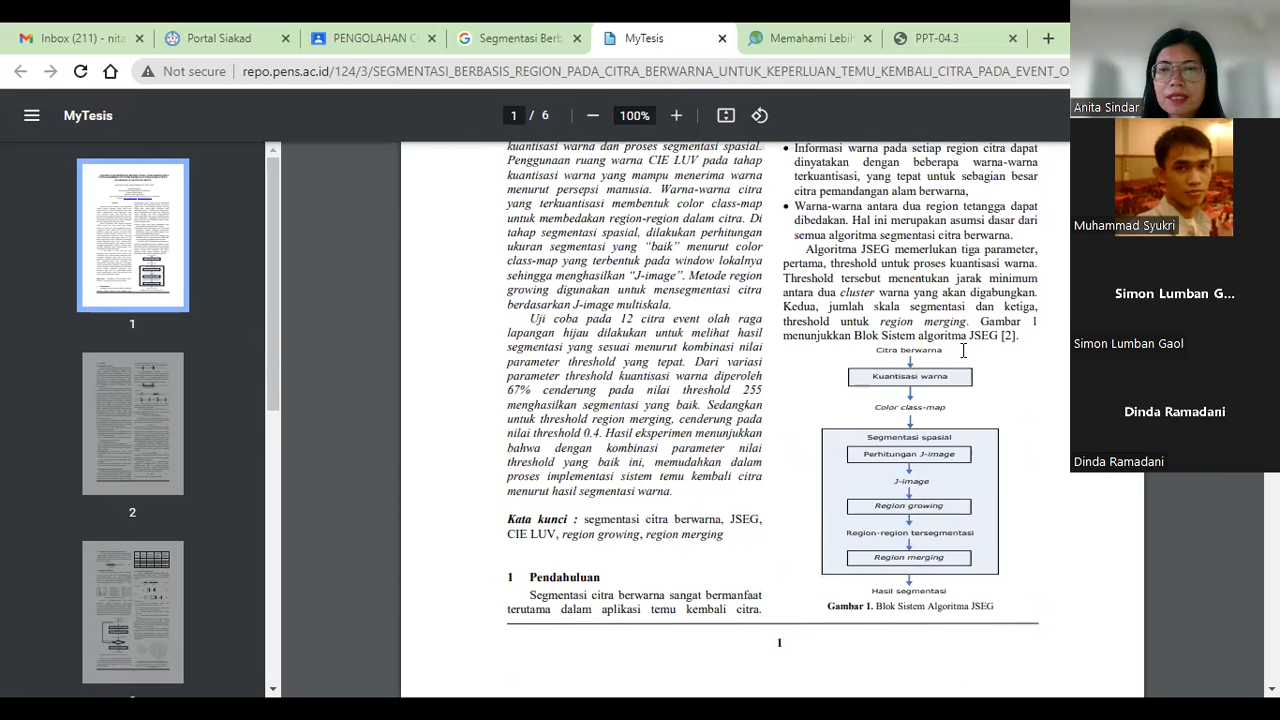 Inbox (211) - nita
Portal Siakad
PENGOLAHAN C
Segmentasi Berb
MyTesis
Memahami Lebih
PPT-04.3
Not secure
repo.pens.ac.id/124/3/SEGMENTASI_BERBASIS_REGION_PADA_CITRA_BERWARNA_UNTUK_KEPERLUAN_TEMU_KEMBALI_CITRA_PADA_EVENT_O
MyTesis
1 / 6
100%
1
2
kuantisasi warna dan proses segmentasi spasial.
Penggunaan ruang warna CIE LUV pada tahap
kuantisasi warna yang mampu menerima warna
menurut persepsi manusia. Warna-warna citra
yang erkuantisasi membentuk color class-map
untuk membedakan region-region dalam citra. Di
tahap segmentasi spasial, dilakukan perhitungan
ukuran segmentasi yang “baik” menurut color
class-map yang terbentuk pada window lokalnya
sehingga menghasilkan “J-image”. Metode region
growing digunakan untuk mensegmentasi citra
berdasarkan J-image multiskala.
Uji coba pada 12 citra event olah raga
lapangan hijau dilakukan untuk melihat hasil
segmentasi yang sesuai menurut kombinasi nilai
parameter threshold yang tepat. Dari variasi
parameter threshold kuantisasi warna diperoleh
67% cenderung pada nilai threshold 255
menghasilkan segmentasi yang baik. Sedangkan
untuk threshold region merging, cenderung pada
nilai threshold 0.4. Hasil eksperimen menunjukkan
bahwa dengan kombinasi parameter nilai
threshold yang baik ini, memudahkan dalam
proses implementasi sistem temu kembali citra
menurut hasil segmentasi warna.
Kata kunci : segmentasi citra berwarna, JSEG,
CIE LUV, region growing, region merging
1 Pendahuluan
Segmentasi citra berwarna sangat bermanfaat
terutama dalam aplikasi temu kembali citra.
• Informasi warna pada setiap region citra dapat
dinyatakan dengan beberapa warna-warna
terkuantisasi, yang tepat untuk sebagian besar
citra pemandangan alam berwarna,
• Warna-warna antara dua region tetangga dapat
dibedakan. Hal ini merupakan asumsi dasar dari
semua algoritma segmentasi citra berwarna.
Algoritma JSEG memerlukan tiga parameter,
pertama, threshold untuk proses kuantisasi warna.
Threshold tersebut menentukan jarak minimum
antara dua cluster warna yang akan digabungkan.
Kedua, jumlah skala segmentasi dan ketiga,
threshold untuk region merging. Gambar 1
menunjukkan Blok Sistem algoritma JSEG [2].
Citra berwarna
Kuantisasi warna
Color class-map
Segmentasi spasial
Perhitungan J-image
J-image
Region growing
Region-region tersegmentasi
Region merging
Hasil segmentasi
Gambar 1. Blok Sistem Algoritma JSEG
1
Anita Sindar
Muhammad Syukri
Simon Lumban G...
Simon Lumban Gaol
Dinda Ramadani
Dinda Ramadani